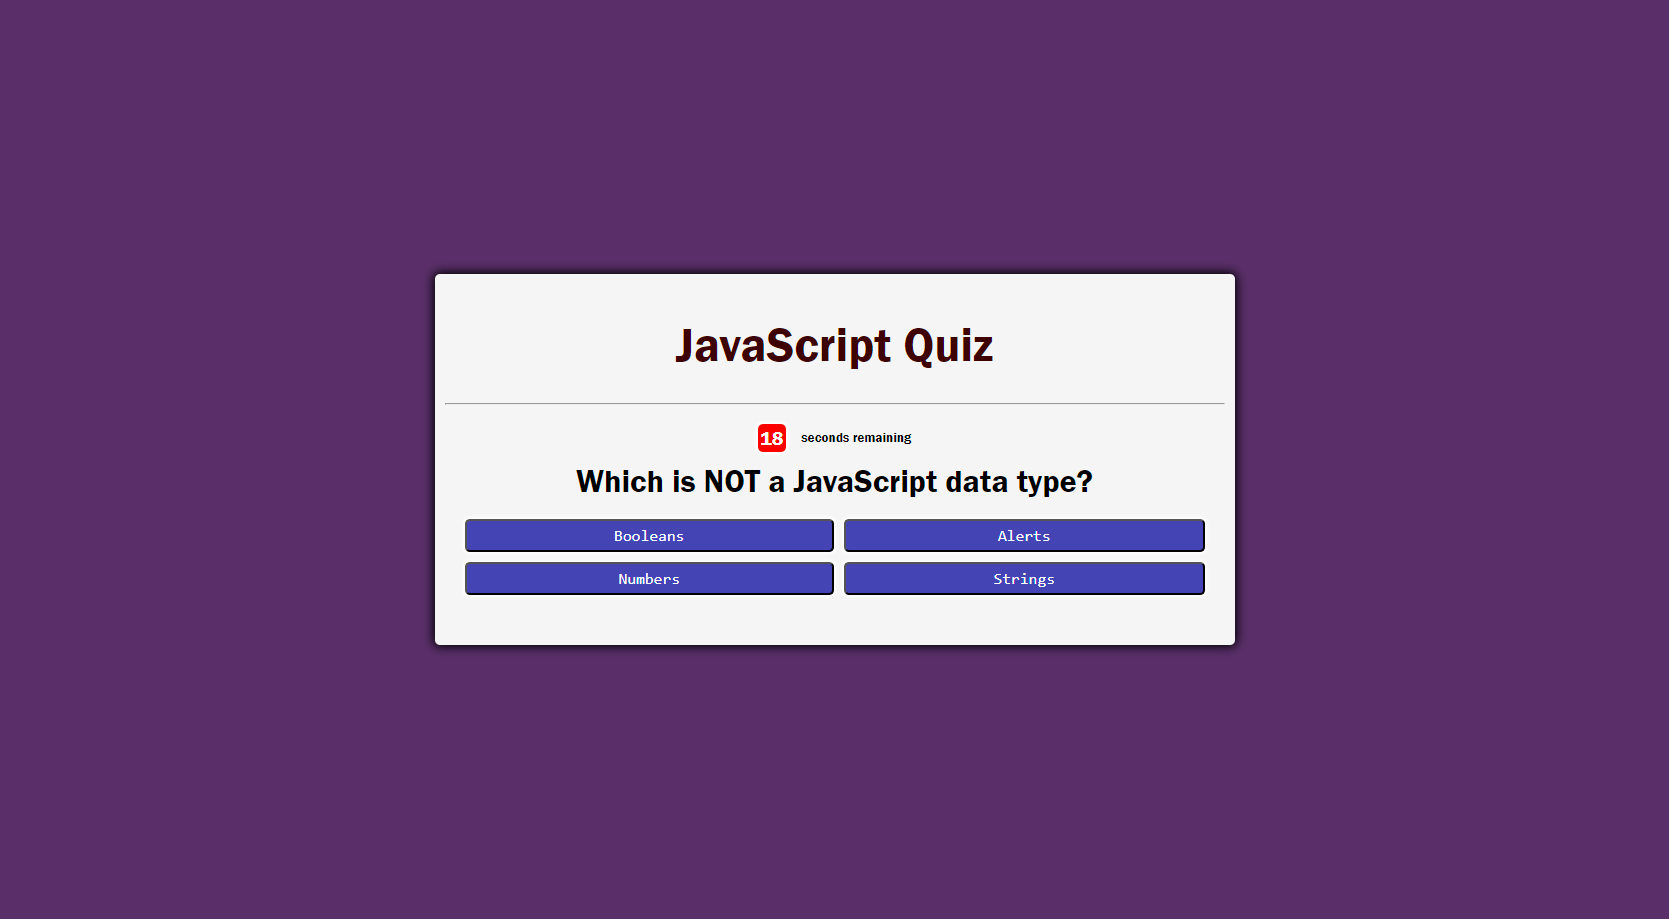 JavaScript Quiz
18 seconds remaining
Which is NOT a JavaScript data type?
Booleans Alerts
Numbers Strings